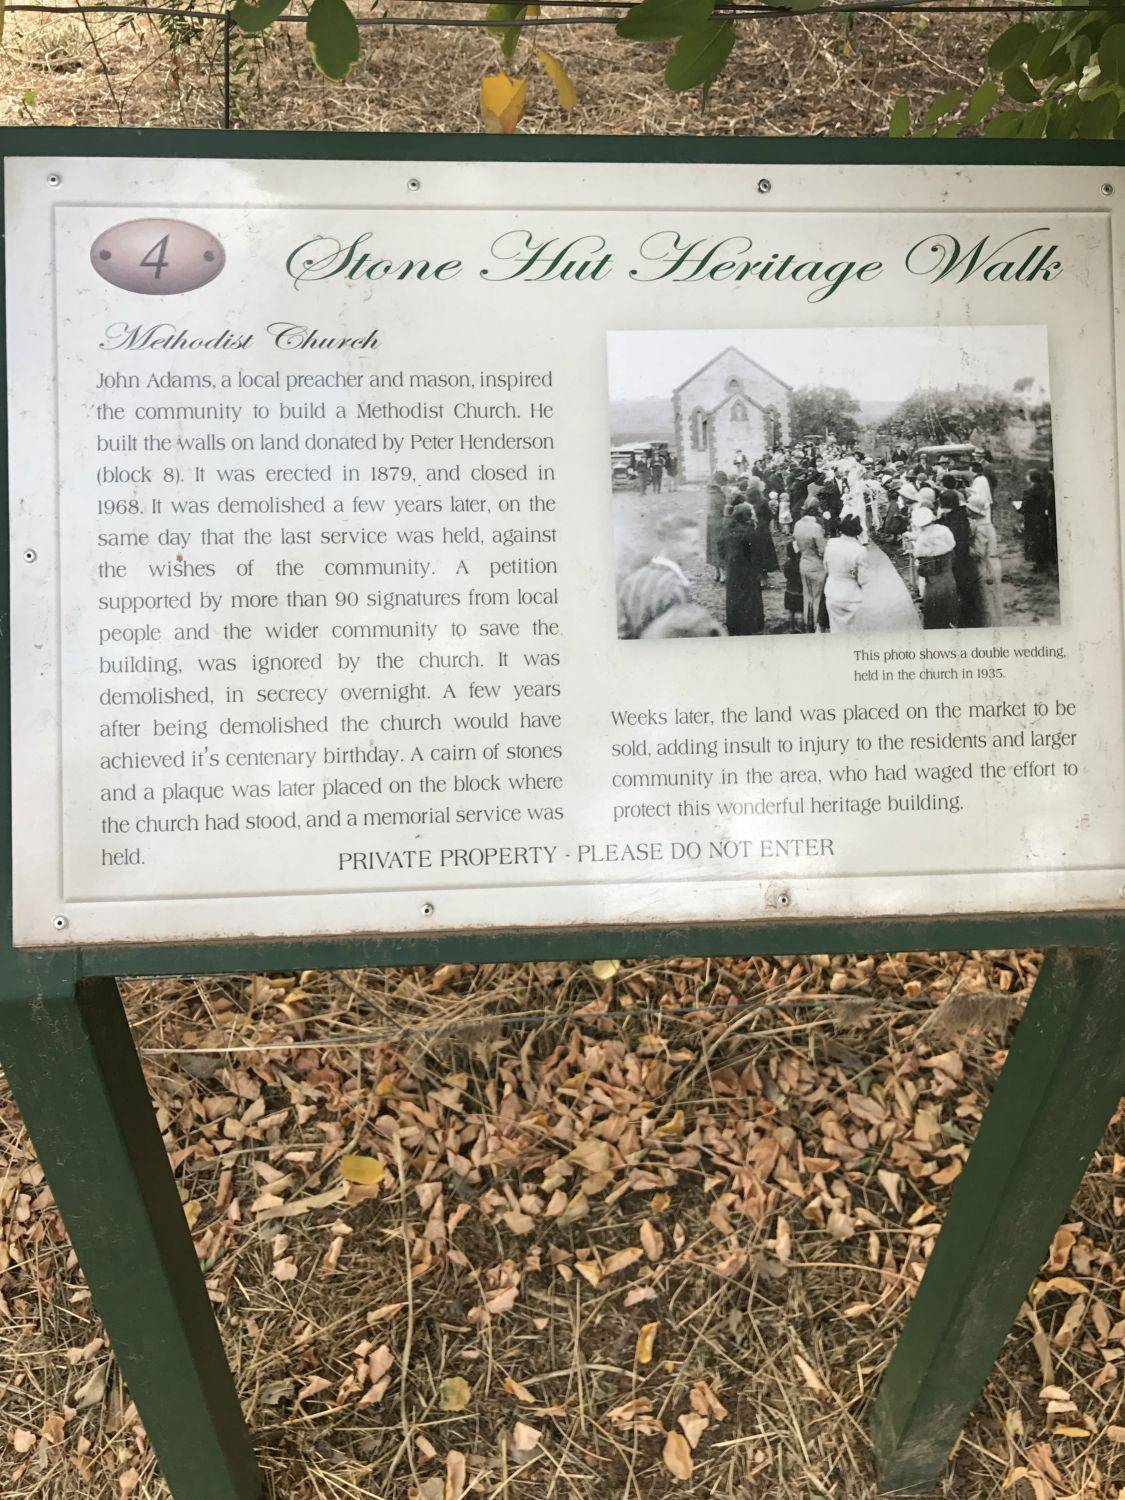 4
Stone Hut Heritage Walk
Methodist Church
John Adams, a local preacher and mason, inspired
the community to build a Methodist Church. He
built the walls on land donated by Peter Henderson
(block 8). It was erected in 1879, and closed in
1968. It was demolished a few years later, on the
same day that the last service was held, against
the wishes of the community. A petition
supported by more than 90 signatures from local
people and the wider community to save the
building, was ignored by the church. It was
demolished, in secrecy overnight. A few years
after being demolished the church would have
achieved it's centenary birthday. A cairn of stones
and a plaque was later placed on the block where
the church had stood, and a memorial service was
held.
This photo shows a double wedding,
held in the church in 1935.
Weeks later, the land was placed on the market to be
sold, adding insult to injury to the residents and larger
community in the area, who had waged the effort to
protect this wonderful heritage building.
PRIVATE PROPERTY - PLEASE DO NOT ENTER